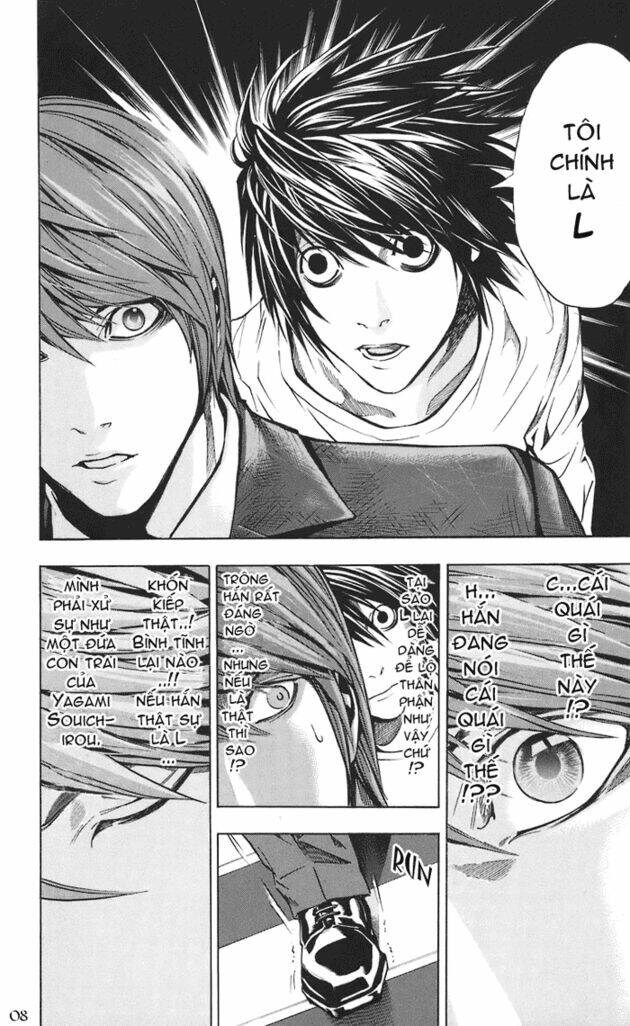 TÔI
CHÍNH
LÀ
L
C...CÁI
QUÁI
GÌ
THẾ
NÀY!?
H...
HẮN
ĐANG
NÓI
CÁI
QUÁI
GÌ
THẾ
!??
TẠI
SAO
L LẠI
DỄ
DÀNG
ĐỂ LỘ
THÂN
PHẬN
NHƯ
VẬY
CHỨ
!?
TRÔNG
HẮN RẤT
ĐÁNG
NGỜ
...
NHƯNG
NẾU
LÀ
THẬT
THÌ
SAO
!?
RUN
KHỐN
KIẾP
THẬT..!
BÌNH TĨNH
LẠI NÀO
...!!
NẾU HẮN
THẬT SỰ
LÀ L
...
MÌNH
PHẢI XỬ
SỰ NHƯ
MỘT ĐỨA
CON TRAI
CỦA
YAGAMI
SOUICH-
IROU.
08